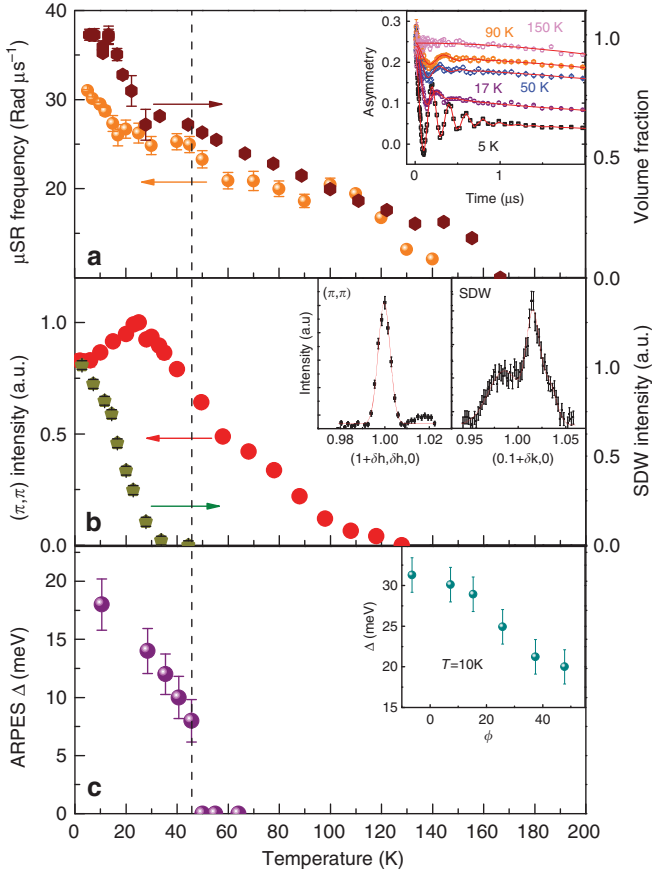 40
30
20
μSR frequency (Rad μs⁻¹)
a
1.0
0.5
0.0
Volume fraction
0.3
0.2
0.1
0.0
Asymmetry
90 K
150 K
17 K
50 K
5 K
0
1
Time (μs)
1.0
0.5
0.0
(π,π) intensity (a.u.)
b
1.0
0.5
0.0
SDW intensity (a.u.)
(π,π)
Intensity (a.u)
0.98
1.00
1.02
(1+δh,δh,0)
SDW
0.95
1.00
1.05
(0.1+δk,0)
20
15
10
5
0
ARPES Δ (meV)
c
30
25
20
15
Δ (meV)
T=10K
0
20
40
ϕ
0 20 40 60 80 100 120 140 160 180 200
Temperature (K)